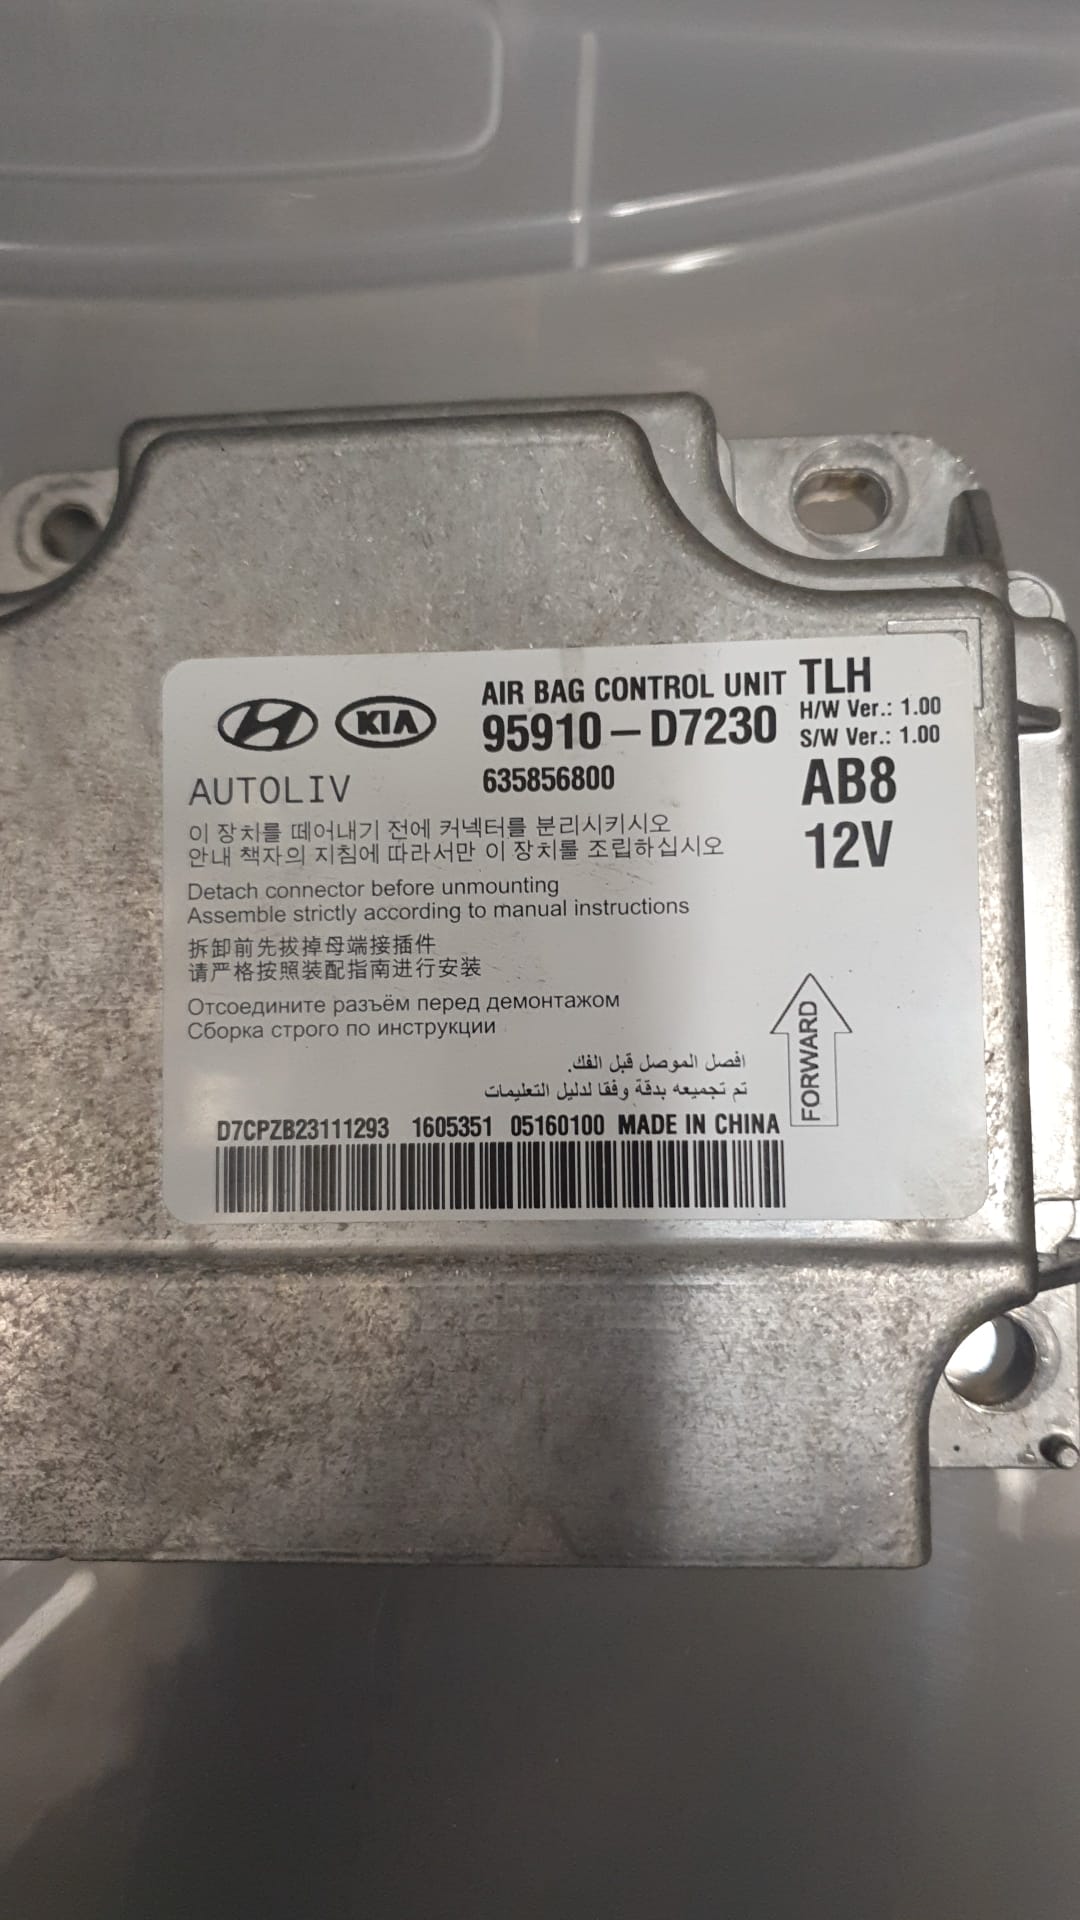 KIA
AIR BAG CONTROL UNIT TLH
95910-D7230
H/W Ver.: 1.00
S/W Ver.: 1.00
AUTOLIV
635856800
AB8
12V
이 장치를 떼어내기 전에 커넥터를 분리시키시오
안내 책자의 지침에 따라서만 이 장치를 조립하십시오
Detach connector before unmounting
Assemble strictly according to manual instructions
拆卸前先拔掉母端接插件
请严格按照装配指南进行安装
Отсоедините разъём перед демонтажом
Сборка строго по инструкции
افصل الموصل قبل الفك.
تم تجميعه بدقة وفقا لدليل التعليمات
FORWARD
D7CPZB23111293 1605351 05160100 MADE IN CHINA